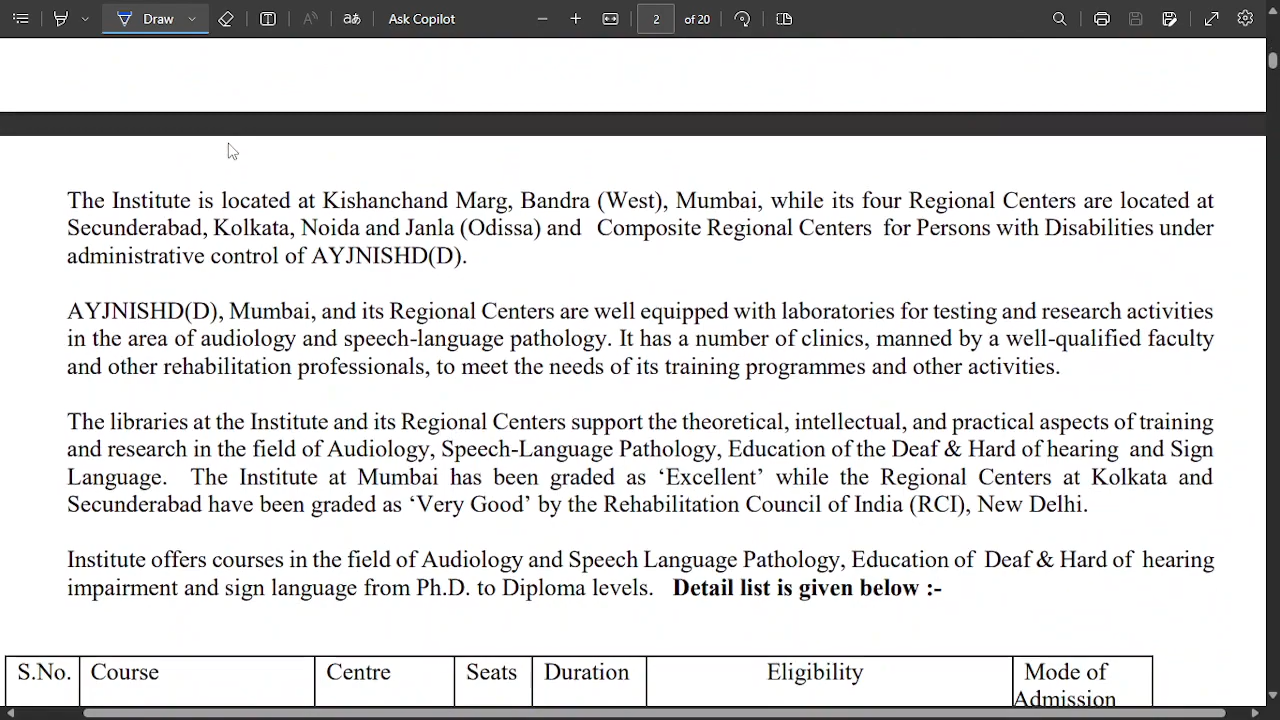 Draw
Ask Copilot
2 of 20
The Institute is located at Kishanchand Marg, Bandra (West), Mumbai, while its four Regional Centers are located at
Secunderabad, Kolkata, Noida and Janla (Odissa) and Composite Regional Centers for Persons with Disabilities under
administrative control of AYJNISHD(D).
AYJNISHD(D), Mumbai, and its Regional Centers are well equipped with laboratories for testing and research activities
in the area of audiology and speech-language pathology. It has a number of clinics, manned by a well-qualified faculty
and other rehabilitation professionals, to meet the needs of its training programmes and other activities.
The libraries at the Institute and its Regional Centers support the theoretical, intellectual, and practical aspects of training
and research in the field of Audiology, Speech-Language Pathology, Education of the Deaf & Hard of hearing and Sign
Language. The Institute at Mumbai has been graded as ‘Excellent’ while the Regional Centers at Kolkata and
Secunderabad have been graded as ‘Very Good’ by the Rehabilitation Council of India (RCI), New Delhi.
Institute offers courses in the field of Audiology and Speech Language Pathology, Education of Deaf & Hard of hearing
impairment and sign language from Ph.D. to Diploma levels. Detail list is given below :-
S.No. Course Centre Seats Duration Eligibility Mode of
Admission